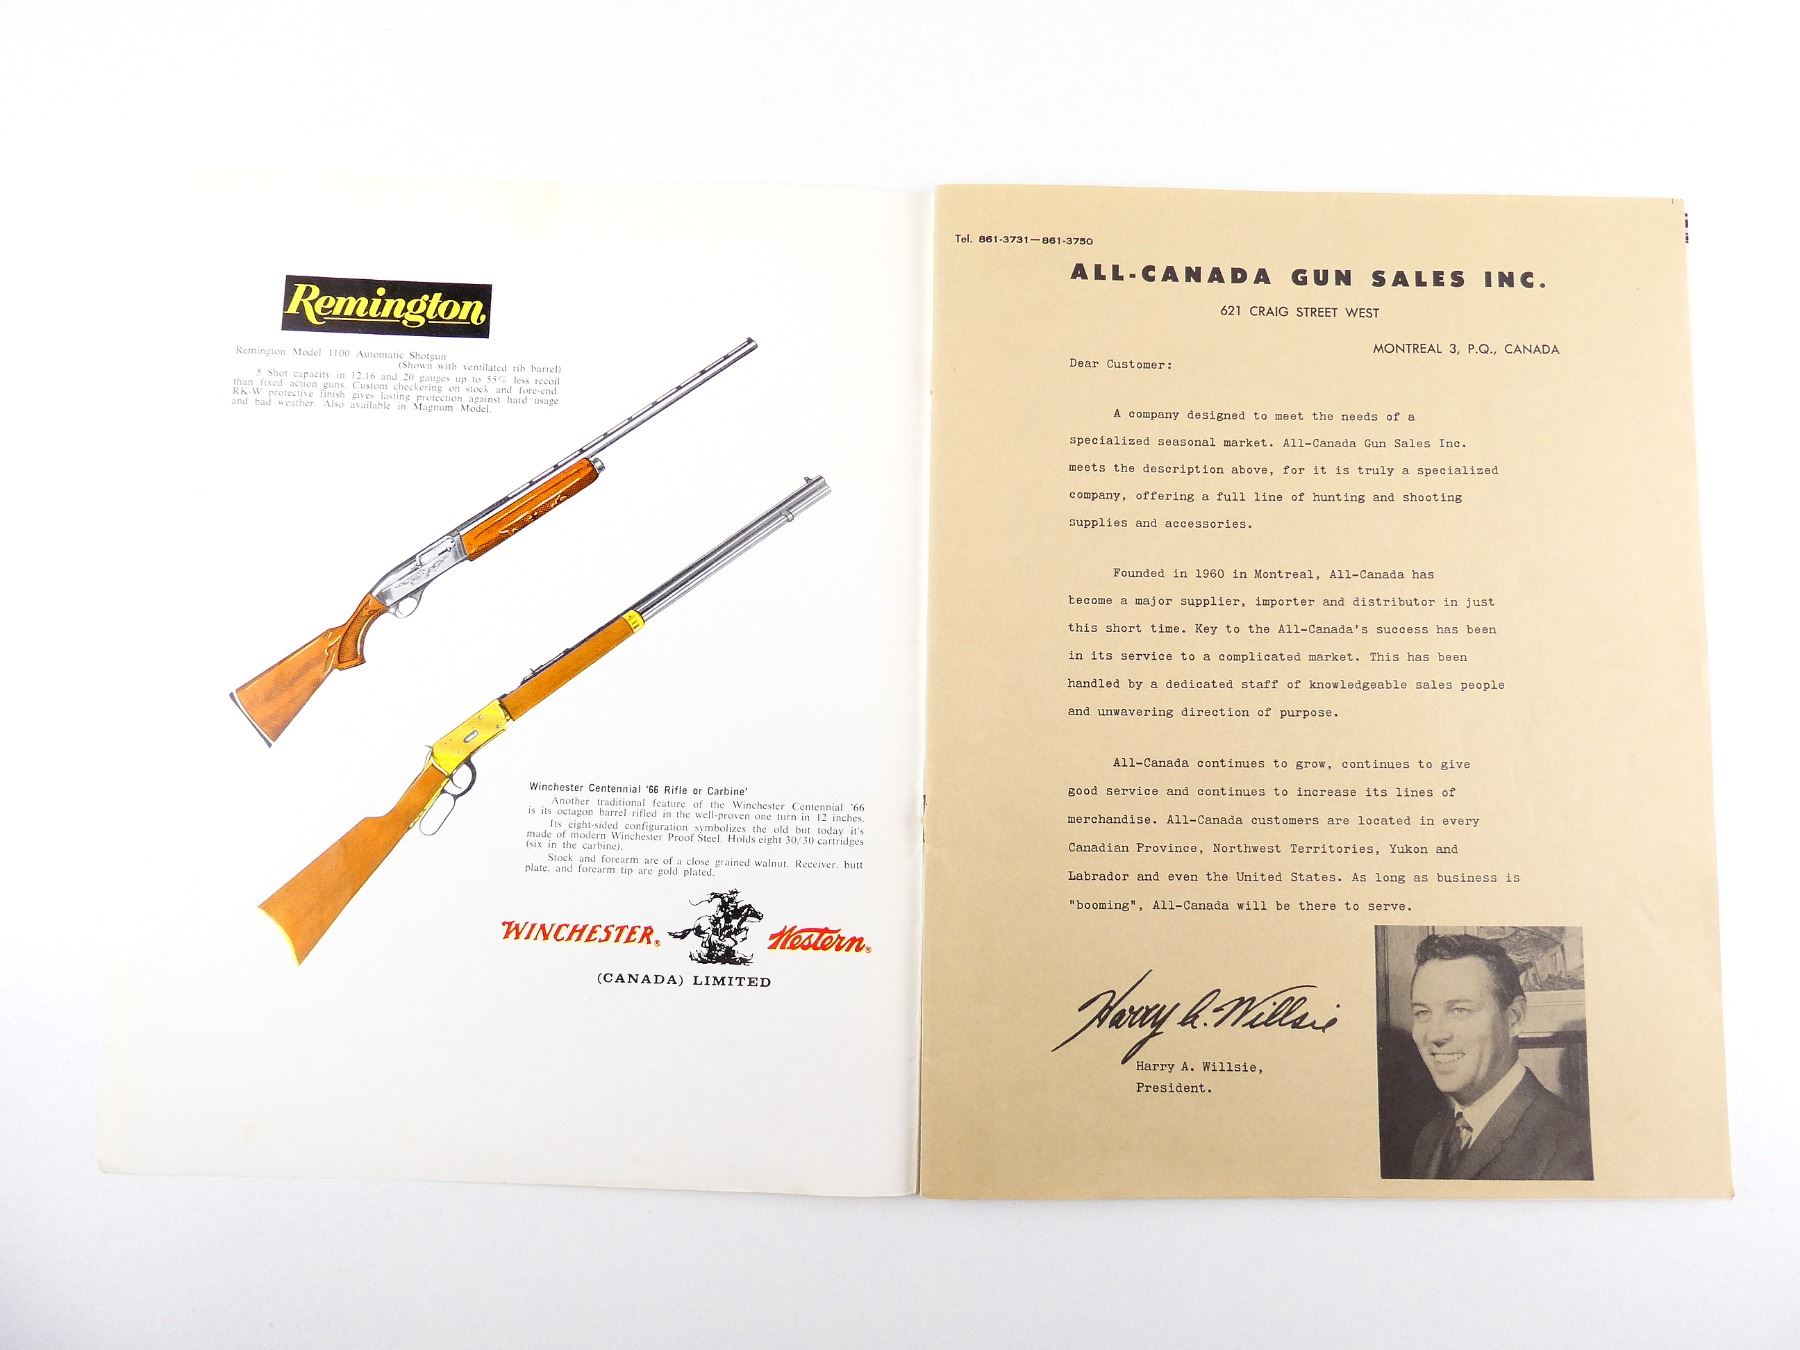 Remington
Remington Model 1100 Automatic Shotgun
(Shown with ventilated rib barrel)
5 Shot capacity in 12,16 and 20 gauges up to 55% less recoil
than fixed action guns. Custom checkering on stock and fore-end.
RK-W protective finish gives lasting protection against hard usage
and bad weather. Also available in Magnum Model.
Winchester Centennial '66 Rifle or Carbine'
Another traditional feature of the Winchester Centennial '66
is its octagon barrel rifled in the well-proven one turn in 12 inches.
Its eight-sided configuration symbolizes the old but today it's
made of modern Winchester Proof Steel. Holds eight 30/30 cartridges
(six in the carbine).
Stock and forearm are of a close grained walnut. Receiver, butt
plate, and forearm tip are gold plated.
WINCHESTER® Western®
(CANADA) LIMITED
Tel. 861-3731—861-3750
ALL-CANADA GUN SALES INC.
621 CRAIG STREET WEST
MONTREAL 3, P.Q., CANADA
Dear Customer:
A company designed to meet the needs of a
specialized seasonal market. All-Canada Gun Sales Inc.
meets the description above, for it is truly a specialized
company, offering a full line of hunting and shooting
supplies and accessories.
Founded in 1960 in Montreal, All-Canada has
become a major supplier, importer and distributor in just
this short time. Key to the All-Canada's success has been
in its service to a complicated market. This has been
handled by a dedicated staff of knowledgeable sales people
and unwavering direction of purpose.
All-Canada continues to grow, continues to give
good service and continues to increase its lines of
merchandise. All-Canada customers are located in every
Canadian Province, Northwest Territories, Yukon and
Labrador and even the United States. As long as business is
"booming", All-Canada will be there to serve.
Harry A. Willsie
Harry A. Willsie,
President.